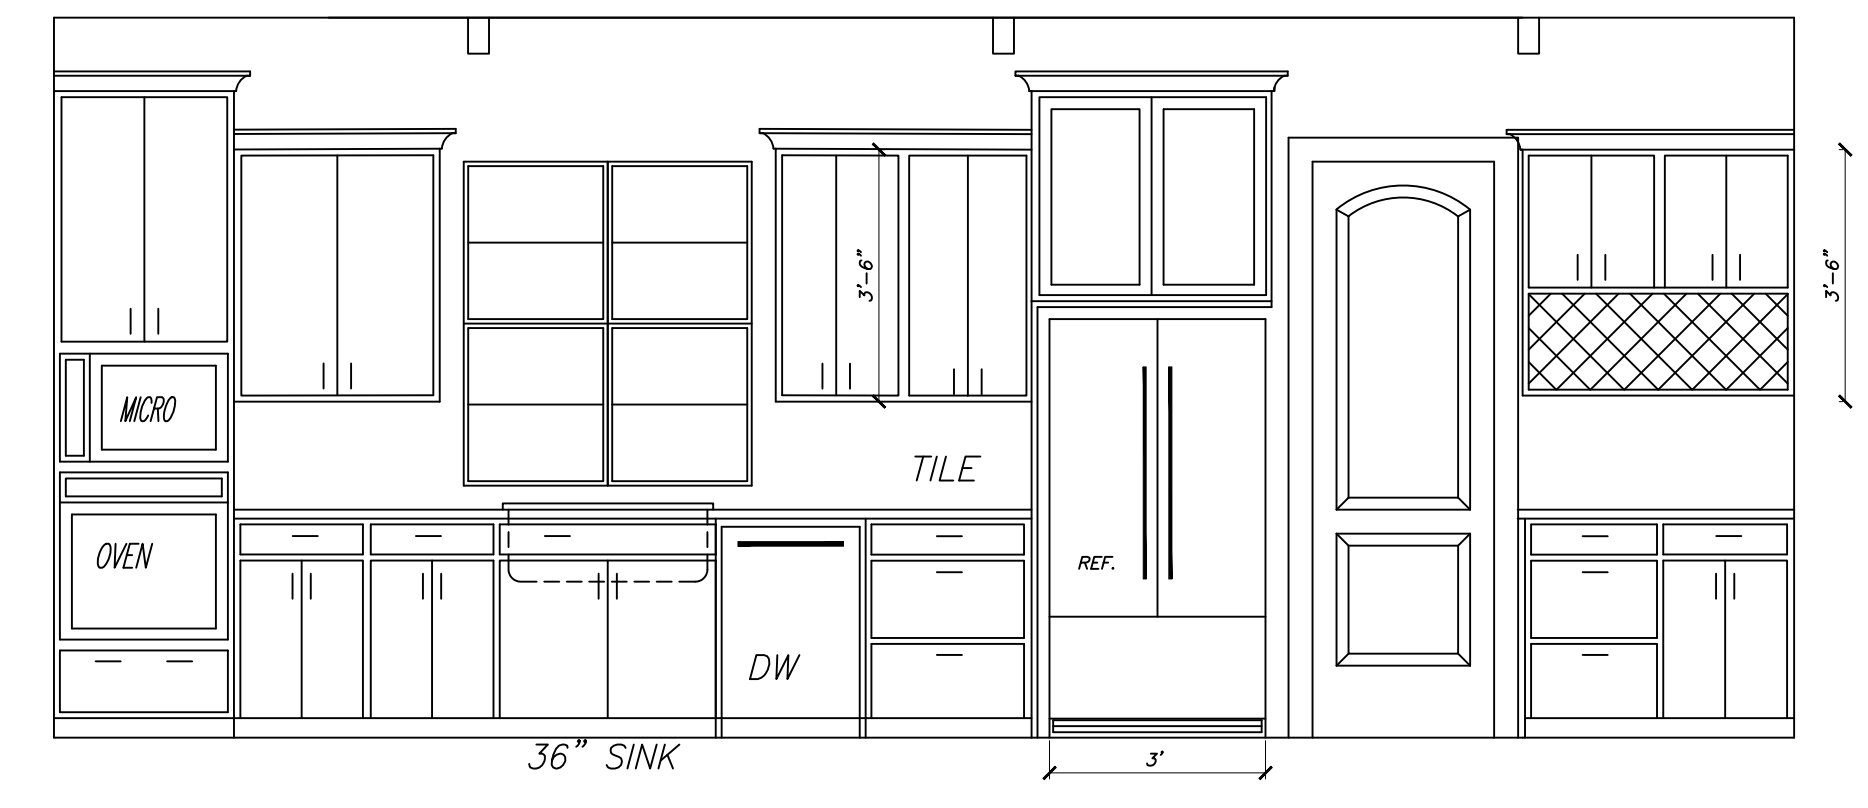 3'-6"
3'-6"
MICRO
TILE
OVEN
REF.
DW
36" SINK
3'